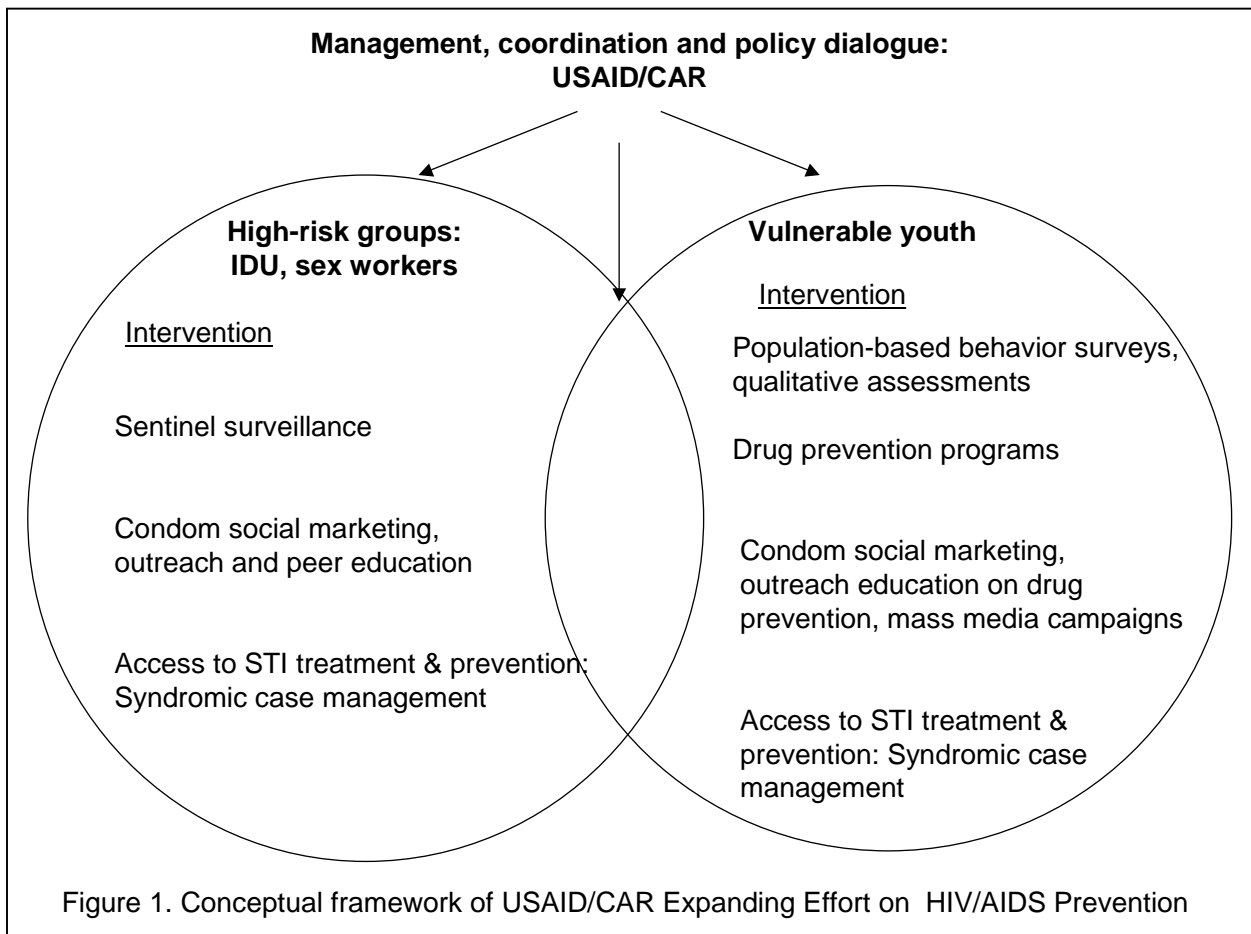 Management, coordination and policy dialogue:
USAID/CAR
High-risk groups:
IDU, sex workers
Intervention
Sentinel surveillance
Condom social marketing,
outreach and peer education
Access to STI treatment & prevention:
Syndromic case management
Vulnerable youth
Intervention
Population-based behavior surveys,
qualitative assessments
Drug prevention programs
Condom social marketing,
outreach education on drug
prevention, mass media campaigns
Access to STI treatment &
prevention: Syndromic case
management
Figure 1. Conceptual framework of USAID/CAR Expanding Effort on HIV/AIDS Prevention